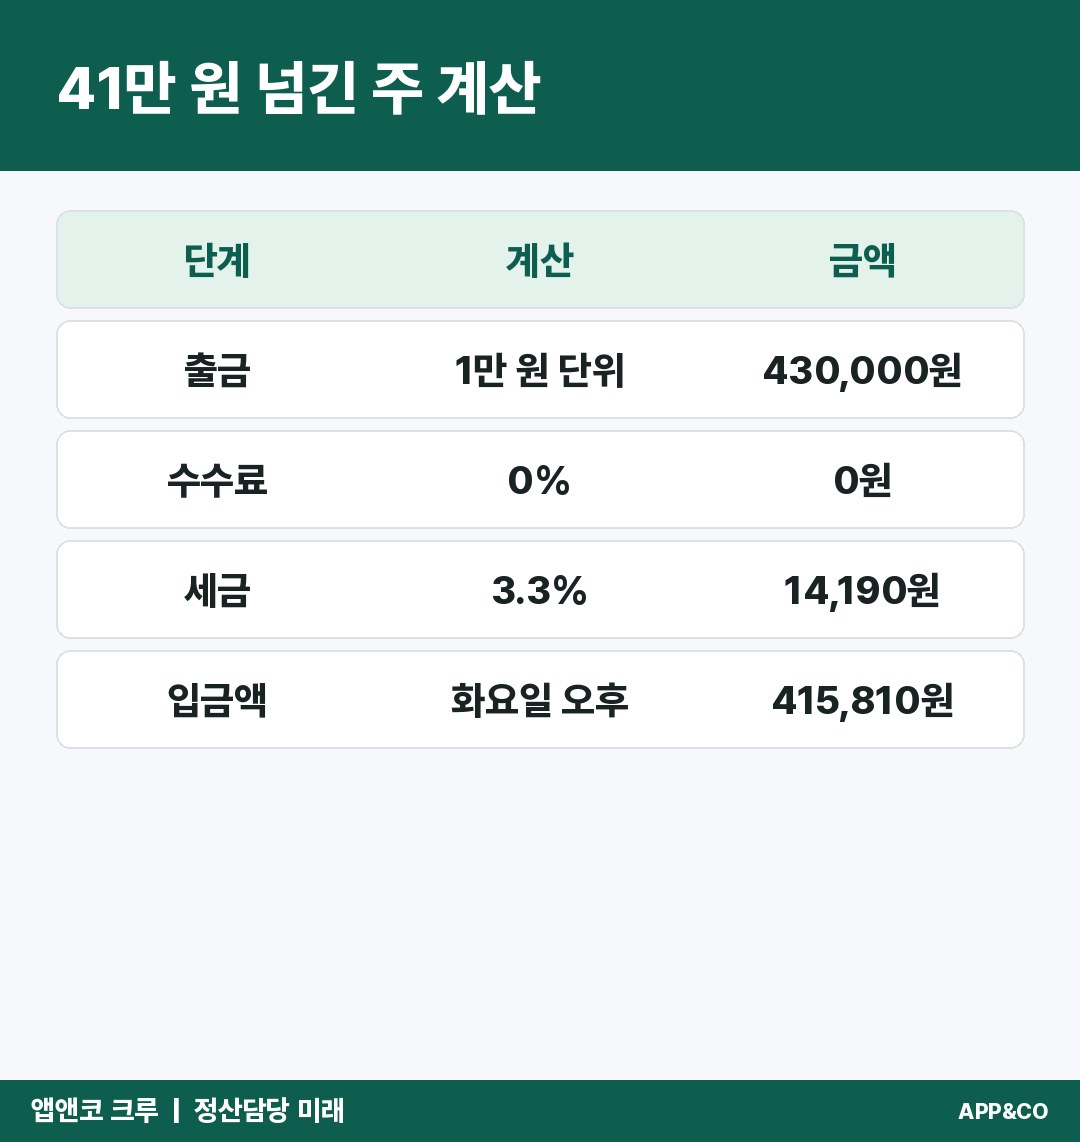 41만 원 넘긴 주 계산
단계 계산 금액
출금 1만 원 단위 430,000원
수수료 0% 0원
세금 3.3% 14,190원
입금액 화요일 오후 415,810원
앱앤코 크루 | 정산담당 미래 APP&CO